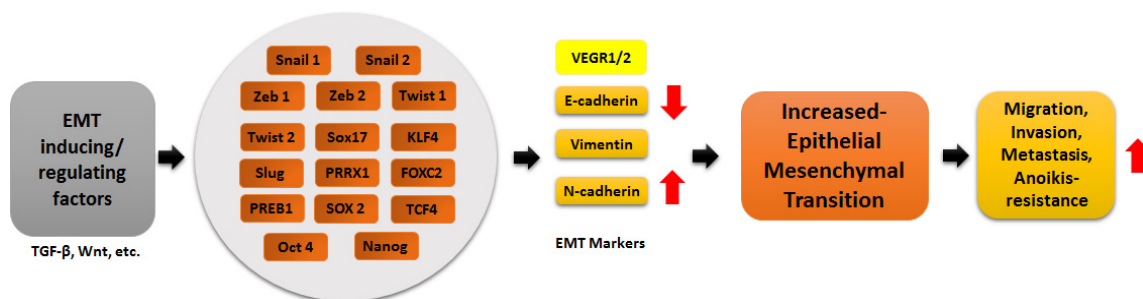 EMT
inducing/
regulating
factors
TGF-β, Wnt, etc.
Snail 1 Snail 2
Zeb 1 Zeb 2 Twist 1
Twist 2 Sox17 KLF4
Slug PRRX1 FOXC2
PREB1 SOX 2 TCF4
Oct 4 Nanog
VEGR1/2
E-cadherin
Vimentin
N-cadherin
EMT Markers
Increased-
Epithelial
Mesenchymal
Transition
Migration,
Invasion,
Metastasis,
Anoikis-
resistance